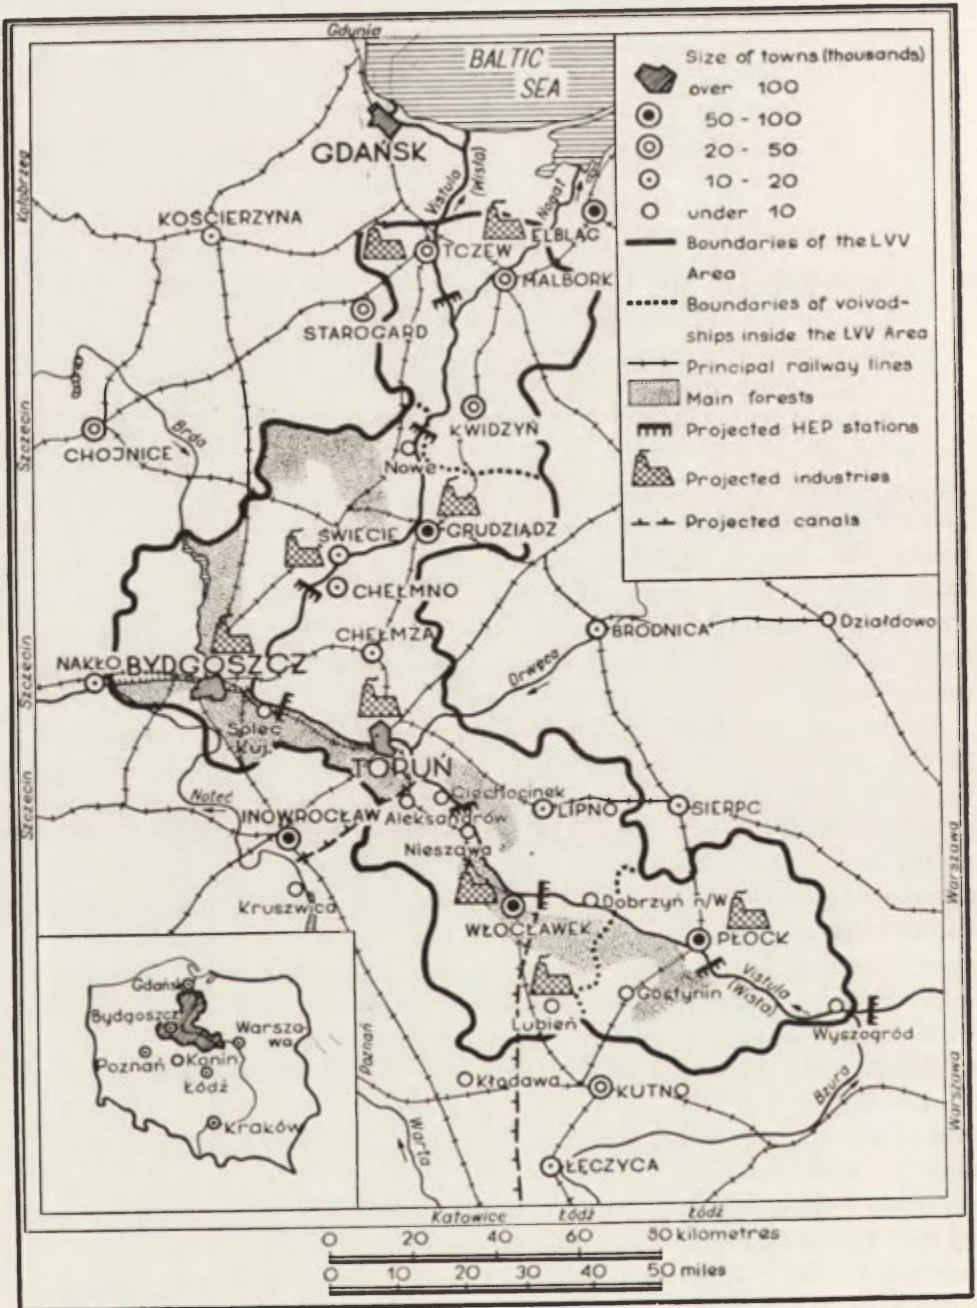 Gdynia
BALTIC
SEA
GDAŃSK
Kołobrzeg
KOŚCIERZYNA
Vistula
(Wisła)
Nogat
ELBLĄG
TCZEW
MALBORK
STAROGARD
Szczecin
Brda
CHOJNICE
KWIDZYŃ
Nowe
ŚWIECIE
GRUDZIĄDZ
CHEŁMNO
CHEŁMŻA
BRODNICA
Działdowo
Drwęca
Szczecin
NAKŁO
BYDGOSZCZ
Solec
Kuj.
TORUŃ
Szczecin
Noteć
INOWROCŁAW
Ciechocinek
Aleksandrów
LIPNO
SIERPC
Nieszawa
Kruszwica
WŁOCŁAWEK
Dobrzyń n/W
PŁOCK
Warszawa
Vistula
(Wisła)
Gostynin
Lubień
Wyszogród
Poznań
Kłodawa
KUTNO
Bzura
Warszawa
Warta
ŁĘCZYCA
Katowice
Łódź
Łódź
Size of towns (thousands)
over 100
50 - 100
20 - 50
10 - 20
under 10
Boundaries of the LVV
Area
Boundaries of voivod-
ships inside the LVV Area
Principal railway lines
Main forests
Projected HEP stations
Projected industries
Projected canals
Gdańsk
Bydgoszcz
Warsza-
wa
Poznań
Konin
Łódź
Kraków
0 20 40 60 80 kilometres
0 10 20 30 40 50 miles